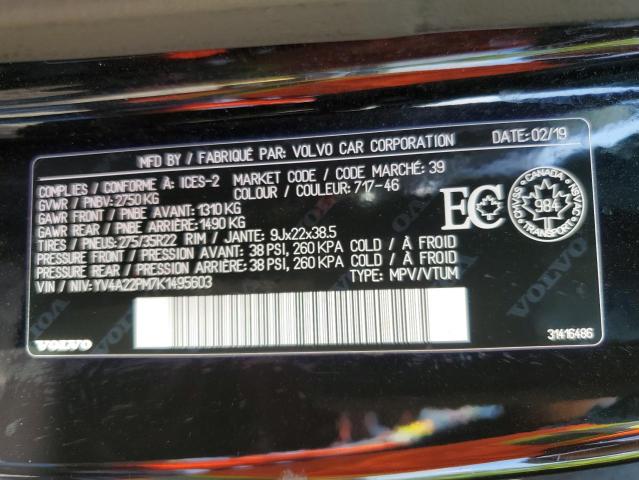 MFD BY / FABRIQUÉ PAR: VOLVO CAR CORPORATION DATE: 02/19
COMPLIES / CONFORME À: ICES-2 MARKET CODE / CODE MARCHÉ: 39
GVWR / PNBV: 2750 KG COLOUR / COULEUR: 717-46
GAWR FRONT / PNBE AVANT: 1310 KG
GAWR REAR / PNBE ARRIÈRE: 1490 KG
TIRES / PNEUS: 275/35R22 RIM / JANTE: 9Jx22x38.5
PRESSURE FRONT / PRESSION AVANT: 38 PSI, 260 KPA COLD / À FROID
PRESSURE REAR / PRESSION ARRIÈRE: 38 PSI, 260 KPA COLD / À FROID
VIN / NIV: YV4A22PM7K1495603 TYPE: MPV/VTUM
EC
CANADA
CMVSS
984
NSVAC
TRANSPORT
VOLVO
31416486